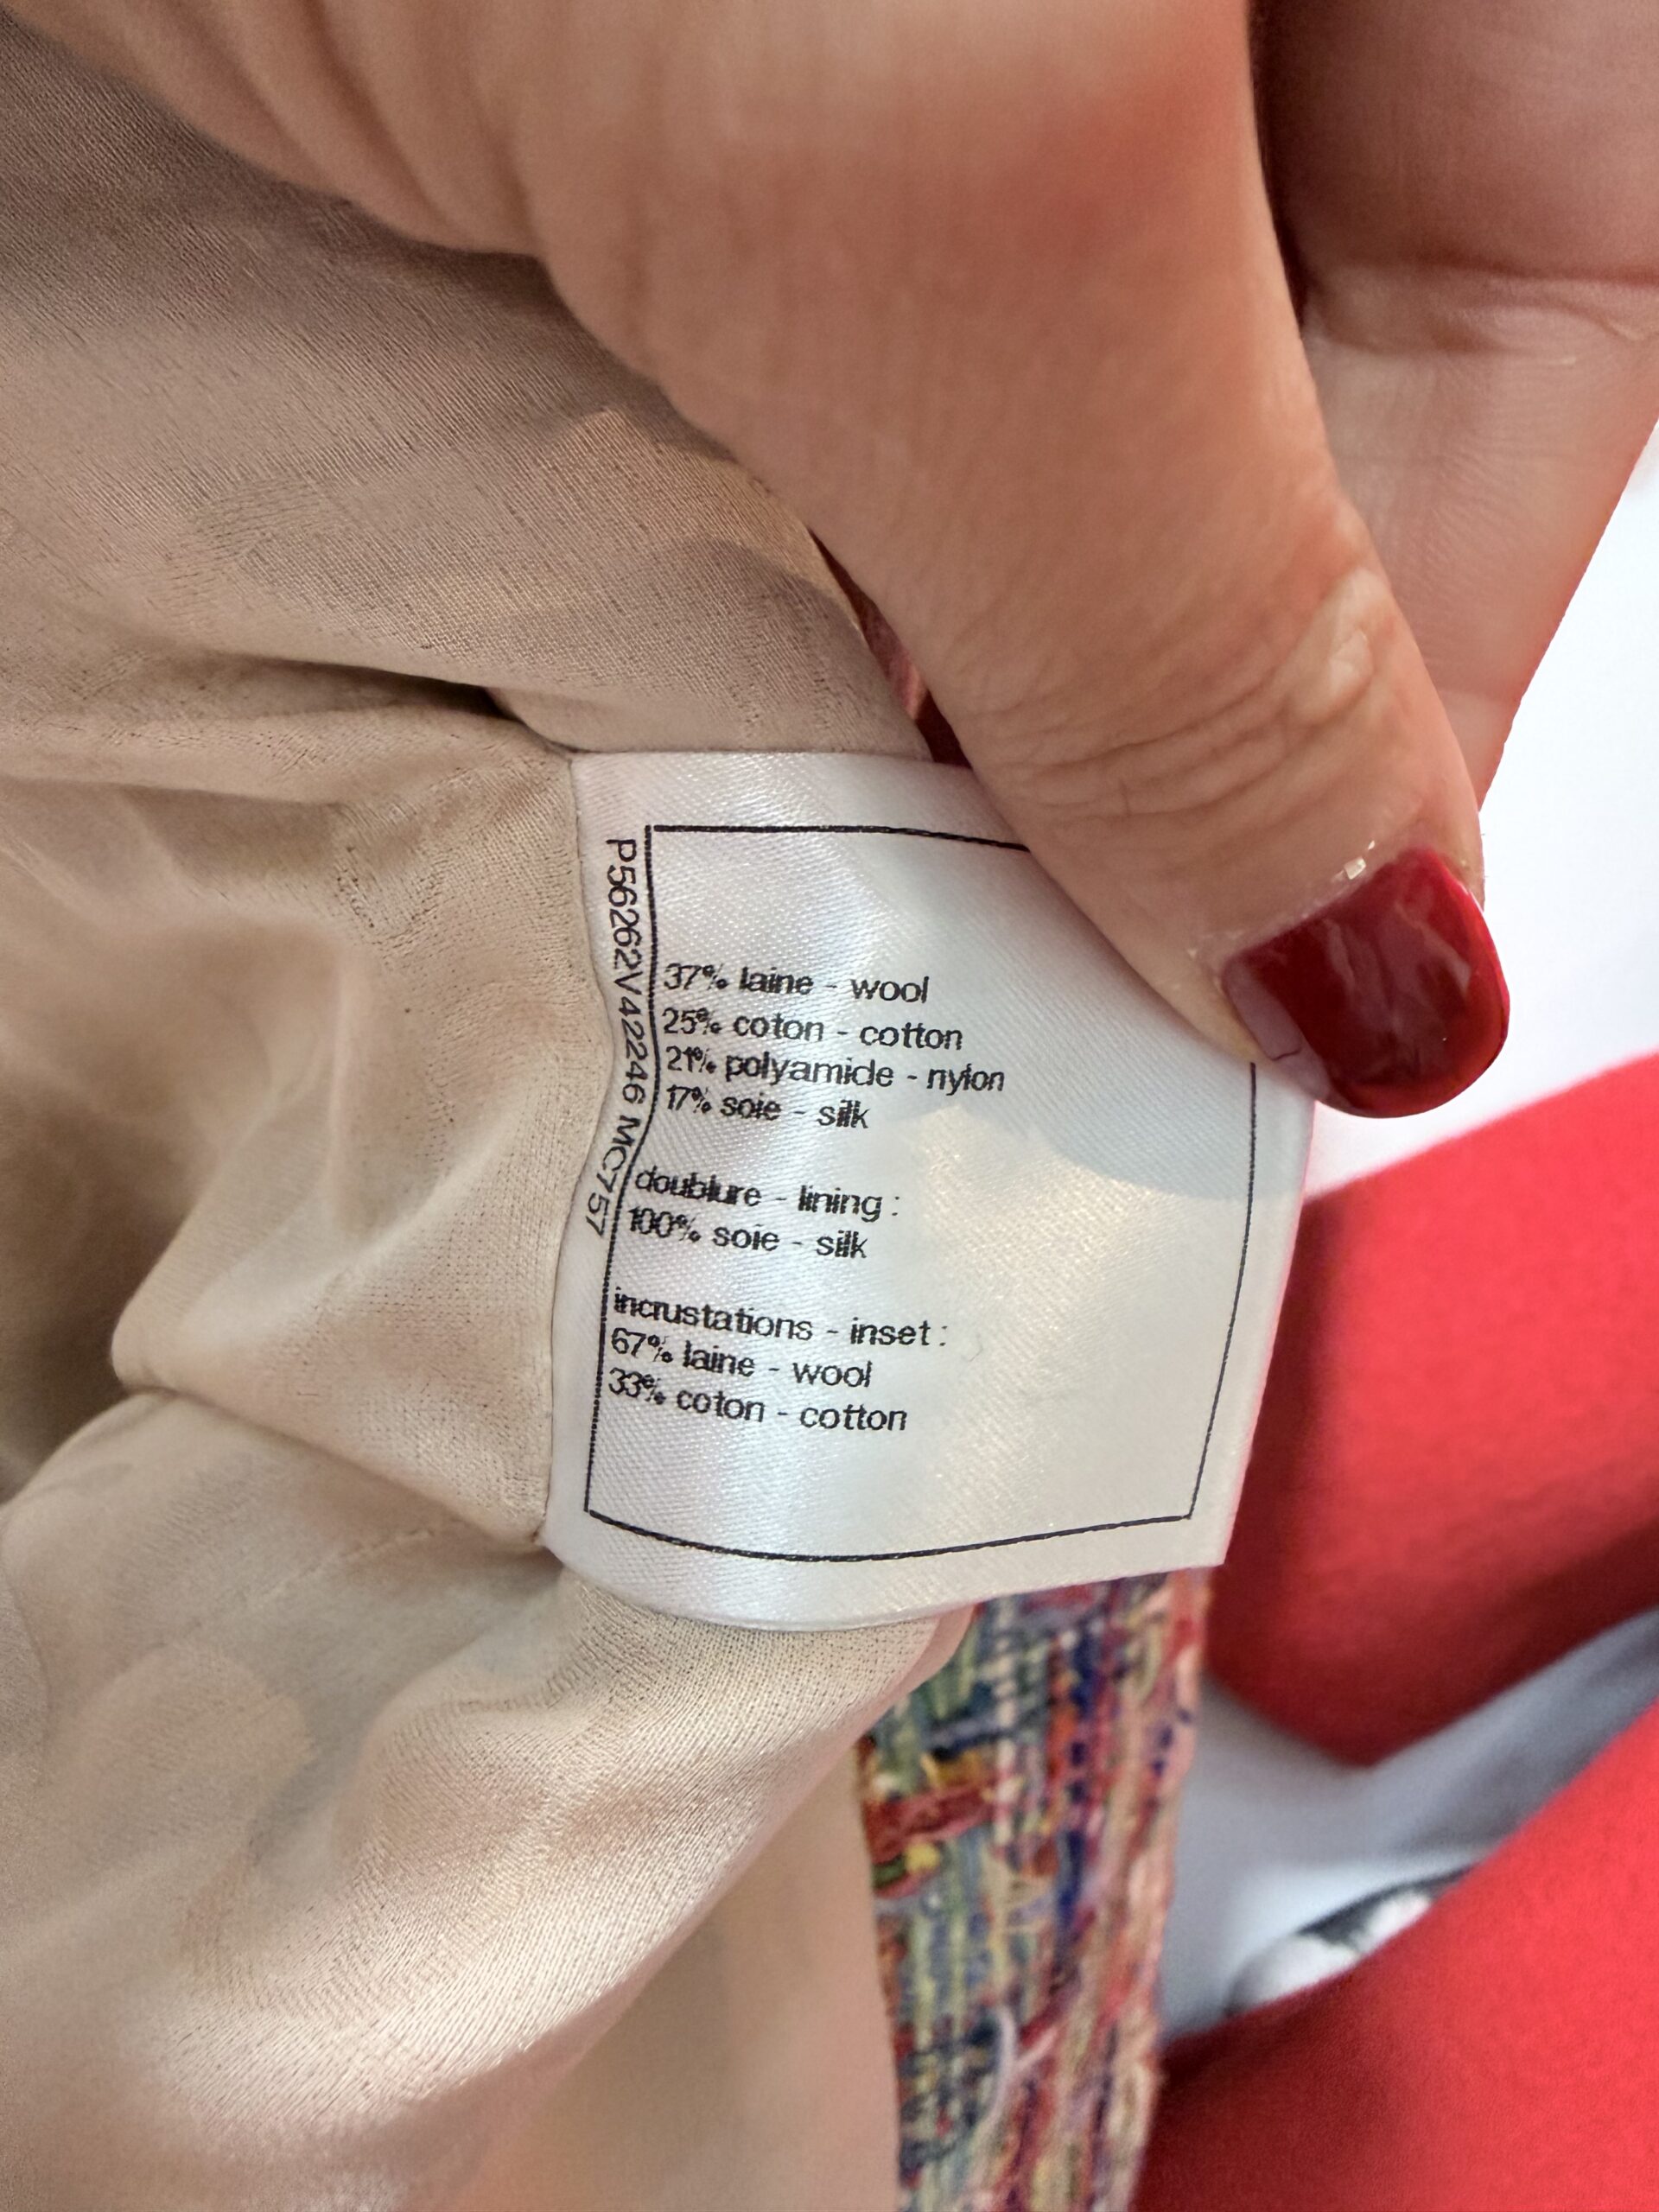 P56262V42246 MC757
37% laine - wool
25% coton - cotton
21% polyamide - nylon
17% soie - silk
doublure - lining :
100% soie - silk
incrustations - inset :
67% laine - wool
33% coton - cotton